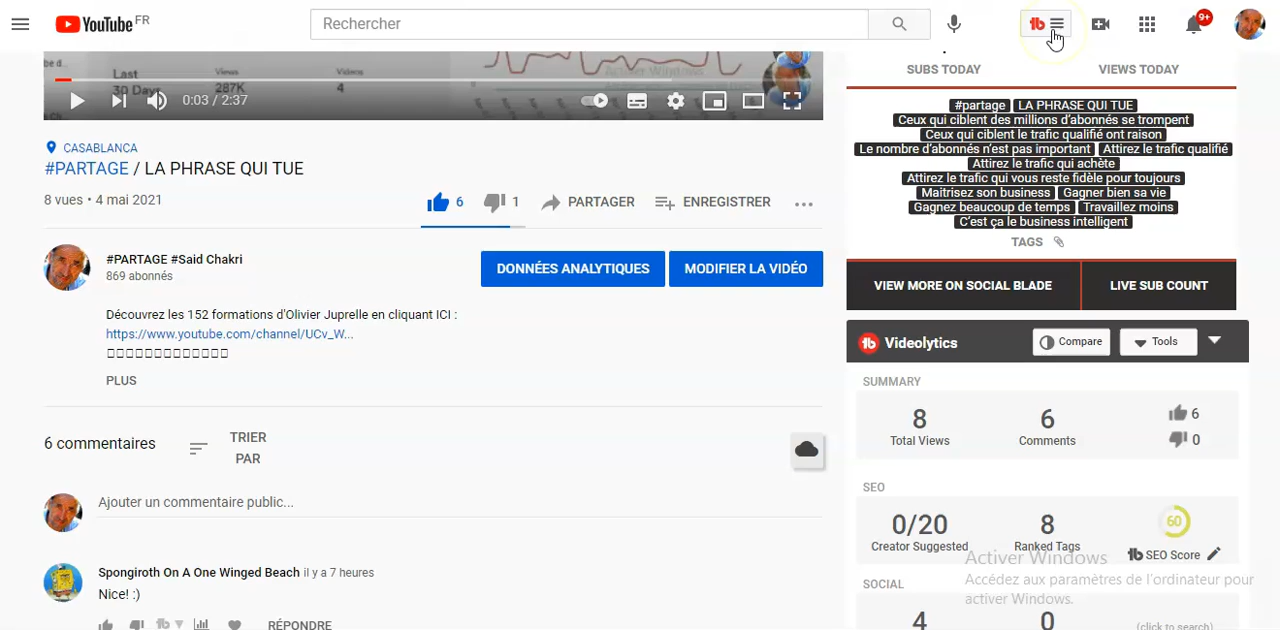 YouTube FR
Rechercher
9+
Last
30 Days
Views
287K
Videos
4
Activer Windows
0:03 / 2:37
CASABLANCA
#PARTAGE / LA PHRASE QUI TUE
8 vues • 4 mai 2021
6
1
PARTAGER
ENREGISTRER
#PARTAGE #Said Chakri
869 abonnés
DONNÉES ANALYTIQUES
MODIFIER LA VIDÉO
Découvrez les 152 formations d'Olivier Juprelle en cliquant ICI :
https://www.youtube.com/channel/UCv_W...
PLUS
6 commentaires
TRIER
PAR
Ajouter un commentaire public...
Spongiroth On A One Winged Beach il y a 7 heures
Nice! :)
RÉPONDRE
SUBS TODAY
VIEWS TODAY
#partage LA PHRASE QUI TUE
Ceux qui ciblent des millions d'abonnés se trompent
Ceux qui ciblent le trafic qualifié ont raison
Le nombre d'abonnés n'est pas important Attirez le trafic qualifié
Attirez le trafic qui achète
Attirez le trafic qui vous reste fidèle pour toujours
Maitrisez son business Gagner bien sa vie
Gagnez beaucoup de temps Travaillez moins
C'est ça le business intelligent
TAGS
VIEW MORE ON SOCIAL BLADE
LIVE SUB COUNT
Videolytics
Compare
Tools
SUMMARY
8
Total Views
6
Comments
6
0
SEO
0/20
Creator Suggested
8
Ranked Tags
60
SEO Score
SOCIAL
4
0
(click to search)
Activer Windows
Accédez aux paramètres de l'ordinateur pour
activer Windows.